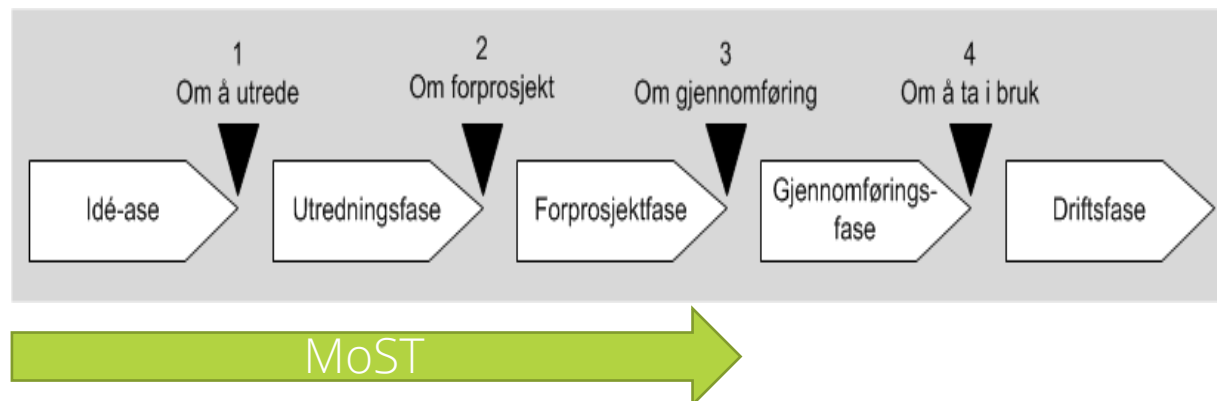 1
Om å utrede
2
Om forprosjekt
3
Om gjennomføring
4
Om å ta i bruk
Idé-ase
Utredningsfase
Forprosjektfase
Gjennomførings-
fase
Driftsfase
MoST